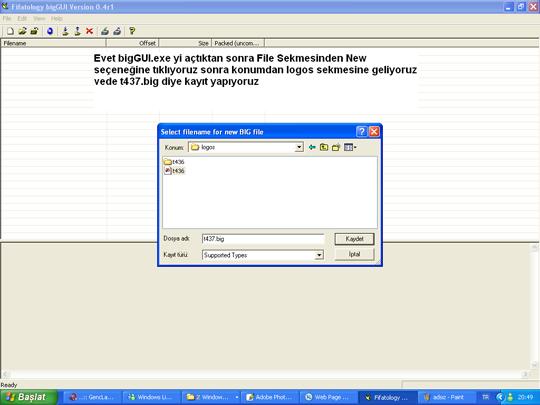 Fifatology bigGUI Version 0.4r1
File Edit View Help
Filename Offset Size Packed (uncom...
Evet bigGUI.exe yi açtıktan sonra File Sekmesinden New
seçeneğine tıklıyoruz sonra konumdan logos sekmesine geliyoruz
vede t437.big diye kayıt yapıyoruz
Select filename for new BIG file
Konum: logos
t436
t436
Dosya adı: t437.big Kaydet
Kayıt türü: Supported Types İptal
Ready
Başlat ..:: GencLa... Windows Li... 2 Windows... Adobe Phot... Web Page ... Fifatology ... adsız - Paint TR 20:49